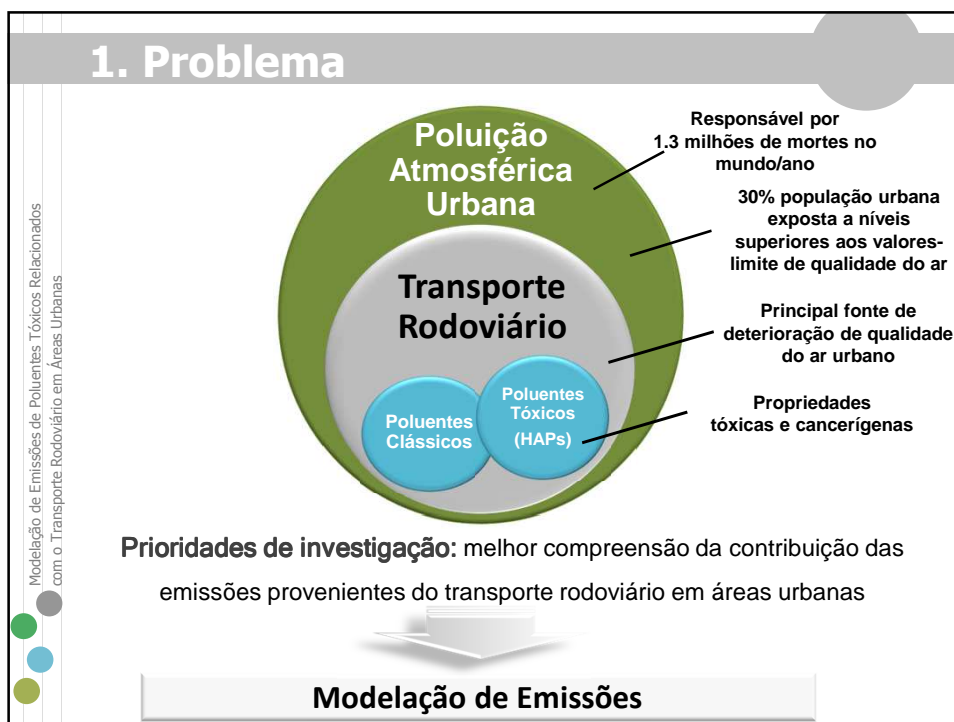 1. Problema
Poluição
Atmosférica
Urbana
Transporte
Rodoviário
Poluentes
Clássicos
Poluentes
Tóxicos
(HAPs)
Responsável por
1.3 milhões de mortes no
mundo/ano
30% população urbana
exposta a níveis
superiores aos valores-
limite de qualidade do ar
Principal fonte de
deterioração de qualidade
do ar urbano
Propriedades
tóxicas e cancerígenas
Modelação de Emissões de Poluentes Tóxicos Relacionados
com o Transporte Rodoviário em Áreas Urbanas
Prioridades de investigação: melhor compreensão da contribuição das
emissões provenientes do transporte rodoviário em áreas urbanas
Modelação de Emissões